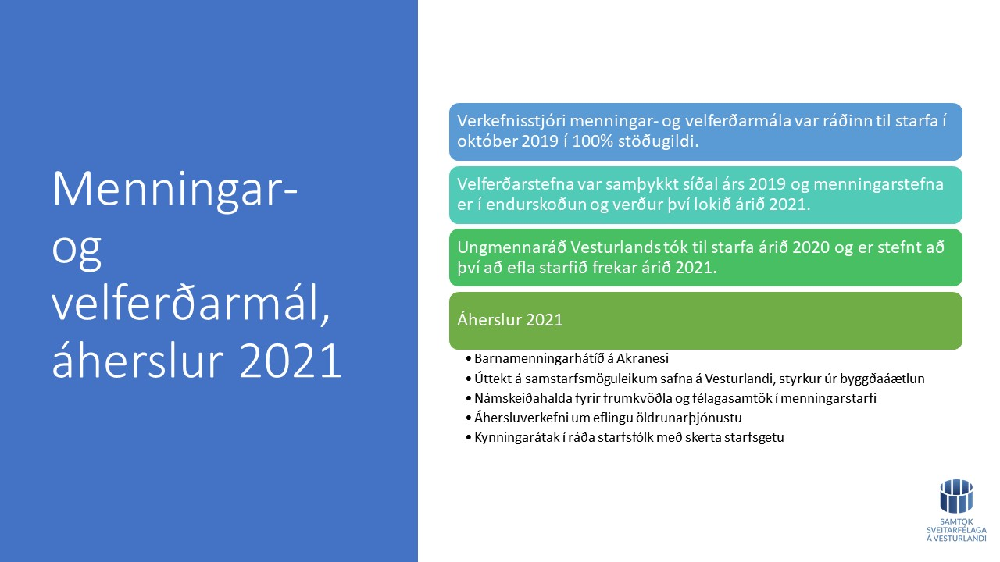 Menningar-
og
velferðarmál,
áherslur 2021
Verkefnisstjóri menningar- og velferðarmála var ráðinn til starfa í
október 2019 í 100% stöðugildi.
Velferðarstefna var samþykkt síðal árs 2019 og menningarstefna
er í endurskoðun og verður því lokið árið 2021.
Ungmennaráð Vesturlands tók til starfa árið 2020 og er stefnt að
því að efla starfið frekar árið 2021.
Áherslur 2021
• Barnamenningarhátíð á Akranesi
• Úttekt á samstarfsmöguleikum safna á Vesturlandi, styrkur úr byggðaáætlun
• Námskeiðahalda fyrir frumkvöðla og félagasamtök í menningarstarfi
• Áhersluverkefni um eflingu öldrunarþjónustu
• Kynningarátak í ráða starfsfólk með skerta starfsgetu
SAMTÖK
SVEITARFÉLAGA
Á VESTURLANDI